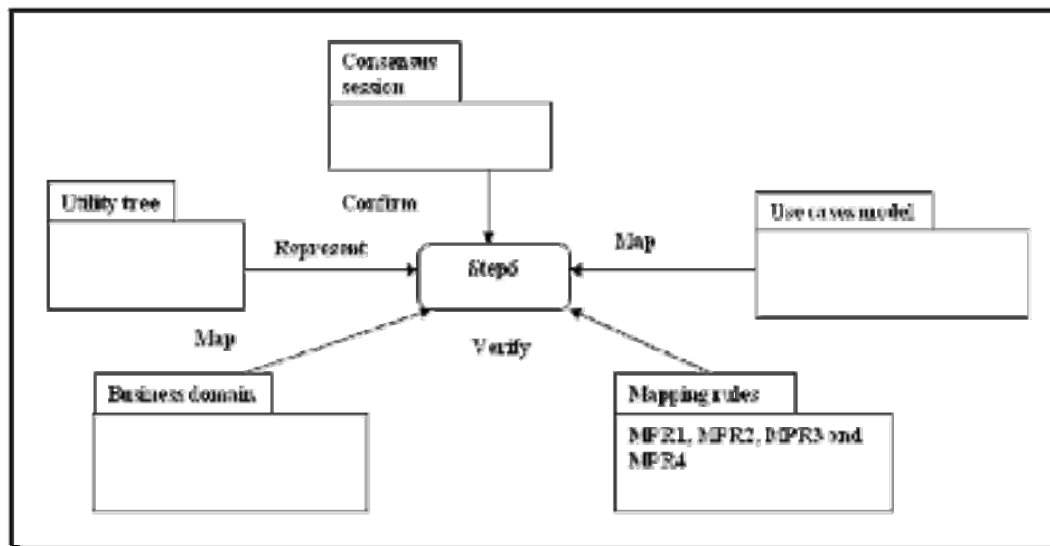 Consensus
session
Utility tree
Confirm
Use cases model
Represent
Map
Step5
Map
Verify
Business domain
Mapping rules
MPR1, MPR2, MPR3 and
MPR4